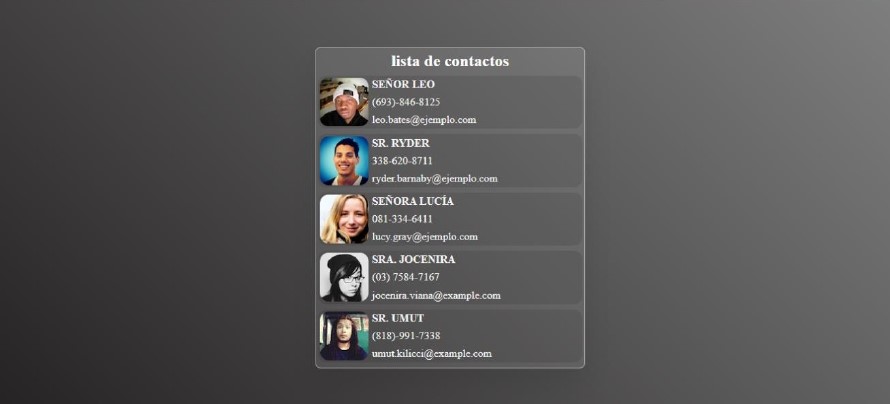 lista de contactos
SEÑOR LEO
(693)-846-8125
leo.bates@ejemplo.com
SR. RYDER
338-620-8711
ryder.barnaby@ejemplo.com
SEÑORA LUCÍA
081-334-6411
lucy.gray@ejemplo.com
SRA. JOCENIRA
(03) 7584-7167
jocenira.viana@example.com
SR. UMUT
(818)-991-7338
umut.kilicci@example.com